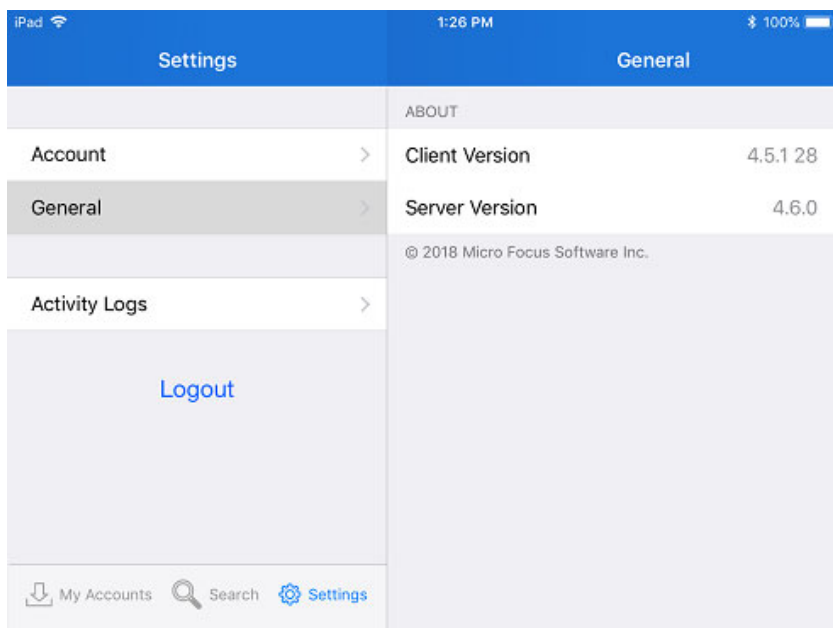 iPad 1:26 PM 100%
Settings
General
ABOUT
Account
Client Version 4.5.1 28
General
Server Version 4.6.0
© 2018 Micro Focus Software Inc.
Activity Logs
Logout
My Accounts Search Settings